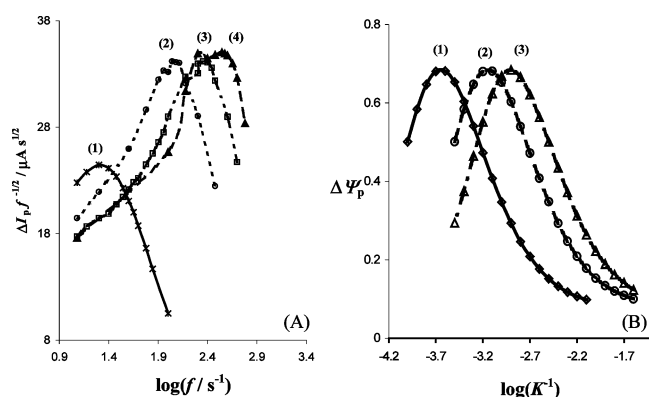 38
28
18
8
ΔI_p f^{-1/2} / μA s^{1/2}
(1)
(2)
(3)
(4)
(A)
0.9 1.4 1.9 2.4 2.9 3.4
log(f / s⁻¹)
0.8
0.6
0.4
0.2
0
ΔΨ_p
(1)
(2)
(3)
(B)
-4.2 -3.7 -3.2 -2.7 -2.2 -1.7
log(K⁻¹)